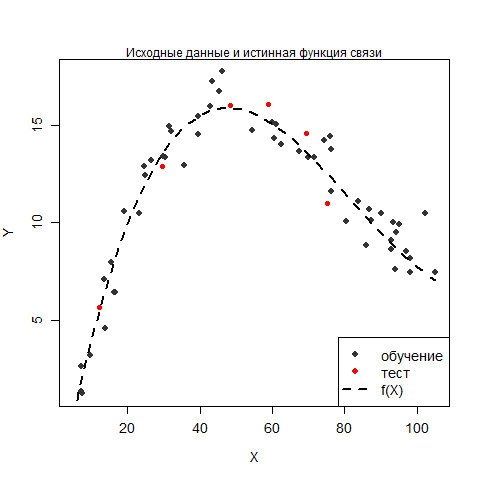 Исходные данные и истинная функция связи
15
10
5
Y
20 40 60 80 100
X
обучение
тест
f(X)